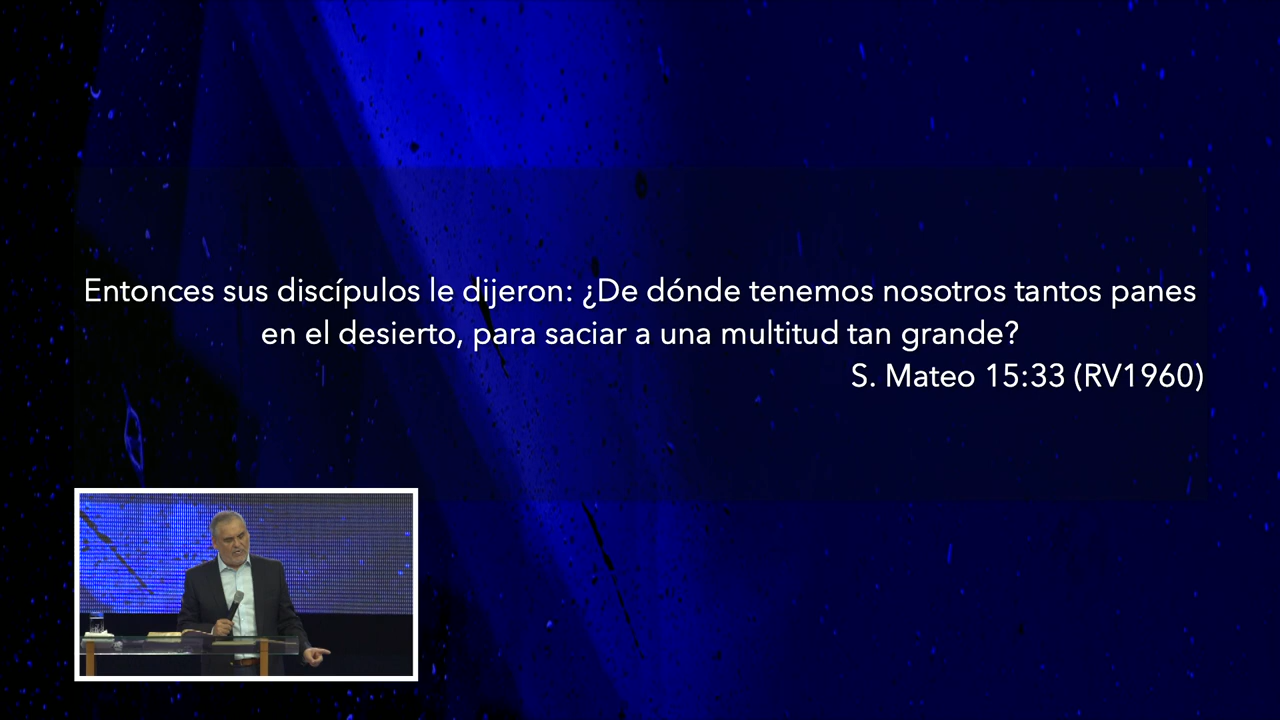 Entonces sus discípulos le dijeron: ¿De dónde tenemos nosotros tantos panes
en el desierto, para saciar a una multitud tan grande?
S. Mateo 15:33 (RV1960)